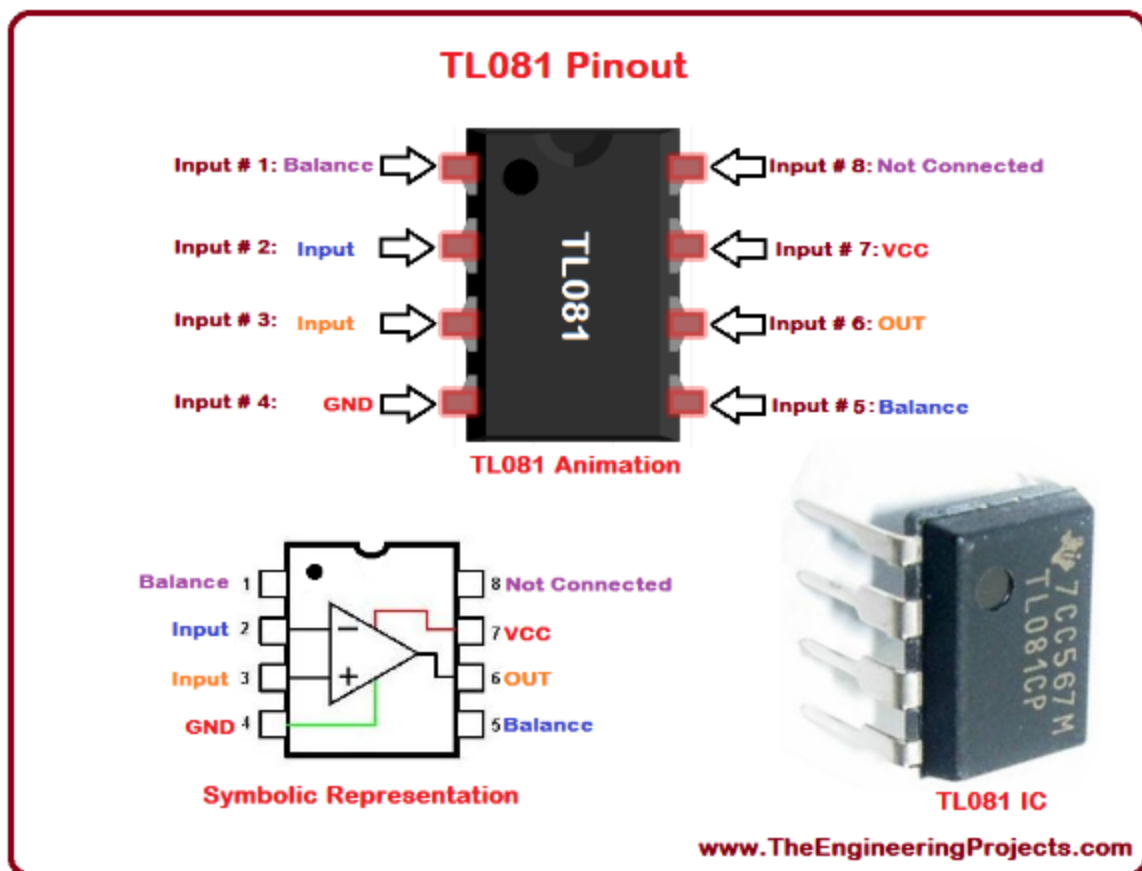 TL081 Pinout
Input # 1: Balance
Input # 8: Not Connected
Input # 2: Input
Input # 7: VCC
TL081
Input # 3: Input
Input # 6: OUT
Input # 4: GND
Input # 5: Balance
TL081 Animation
Balance 1
8 Not Connected
Input 2
7 VCC
Input 3
6 OUT
GND 4
5 Balance
Symbolic Representation
7CC567M
TL081CP
TL081 IC
www.TheEngineeringProjects.com